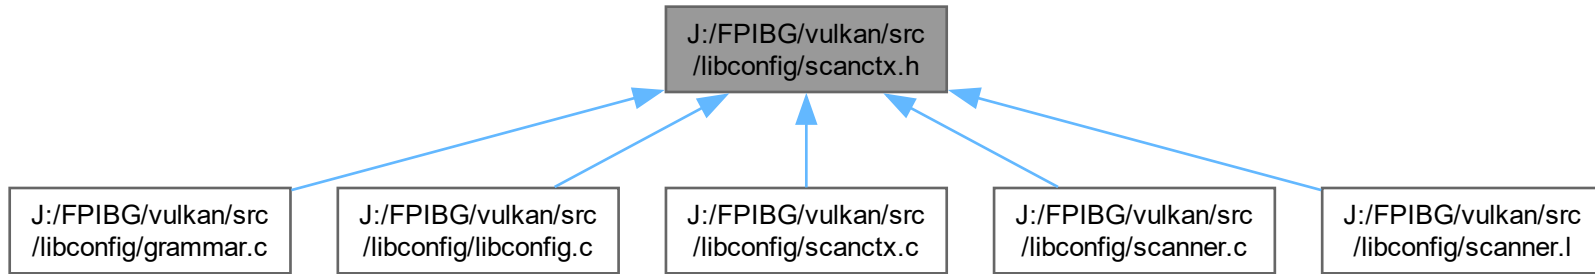 J:/FPIBG/vulkan/src
/libconfig/scanctx.h
J:/FPIBG/vulkan/src
/libconfig/grammar.c
J:/FPIBG/vulkan/src
/libconfig/libconfig.c
J:/FPIBG/vulkan/src
/libconfig/scanctx.c
J:/FPIBG/vulkan/src
/libconfig/scanner.c
J:/FPIBG/vulkan/src
/libconfig/scanner.l